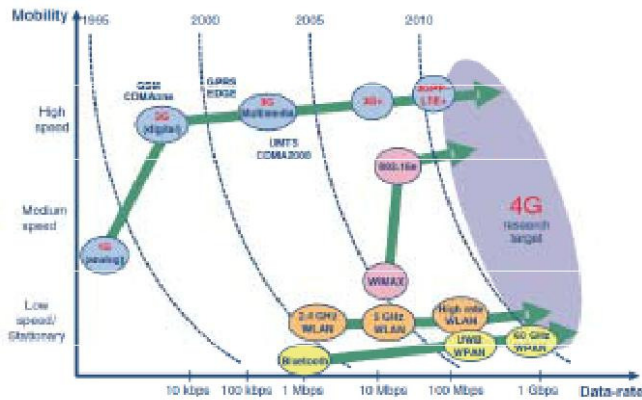 Mobility
1995
2000
2005
2010
GSM
CDMAone
GPRS
EDGE
3GPP-
LTE+
2G
(digital)
3G
Multimedia
3G+
High
speed
UMTS
CDMA2000
802.16e
Medium
speed
4G
research
target
1G
(analog)
WiMAX
Low
speed/
Stationary
2.4 GHz
WLAN
5 GHz
WLAN
High rate
WLAN
Bluetooth
UWB
WPAN
60 GHz
WPAN
10 kbps
100 kbps
1 Mbps
10 Mbps
100 Mbps
1 Gbps
Data-rate